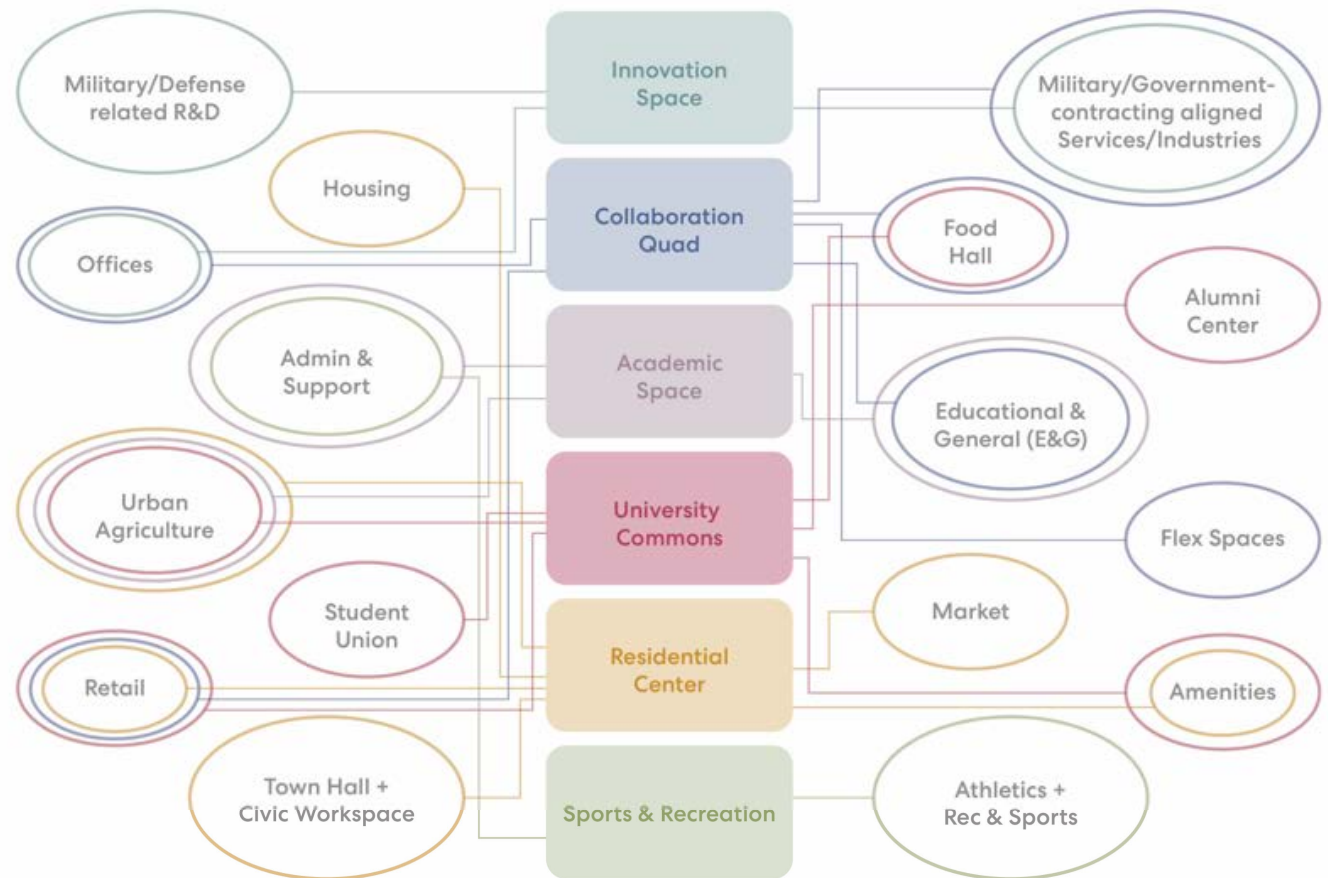 Military/Defense
related R&D
Housing
Offices
Admin &
Support
Urban
Agriculture
Student
Union
Retail
Town Hall +
Civic Workspace
Innovation
Space
Collaboration
Quad
Academic
Space
University
Commons
Residential
Center
Sports & Recreation
Military/Government-
contracting aligned
Services/Industries
Food
Hall
Alumni
Center
Educational &
General (E&G)
Flex Spaces
Market
Amenities
Athletics +
Rec & Sports